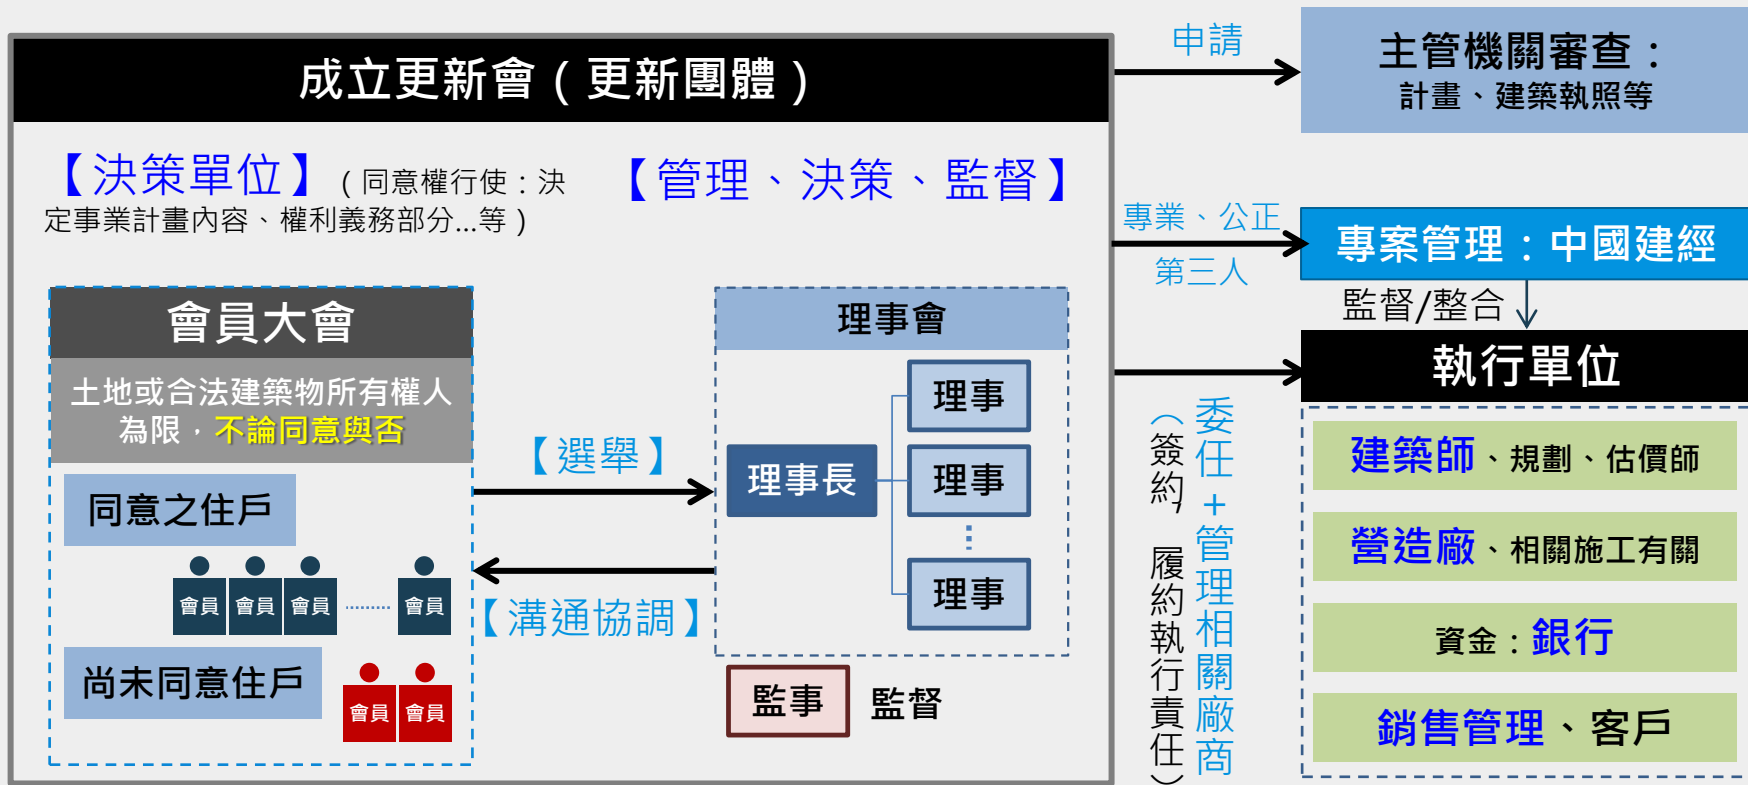 成立更新會（更新團體）
【決策單位】（同意權行使：決
定事業計畫內容、權利義務部分...等）
【管理、決策、監督】
會員大會
土地或合法建築物所有權人
為限，不論同意與否
同意之住戶
會員 會員 會員 ......... 會員
尚未同意住戶
會員 會員
【選舉】
【溝通協調】
理事會
理事長
理事
理事
⋮
理事
監事 監督
申請
主管機關審查：
計畫、建築執照等
專業、公正
第三人
專案管理：中國建經
監督/整合
委任+管理相關廠商
（簽約，履約執行責任）
執行單位
建築師、規劃、估價師
營造廠、相關施工有關
資金：銀行
銷售管理、客戶